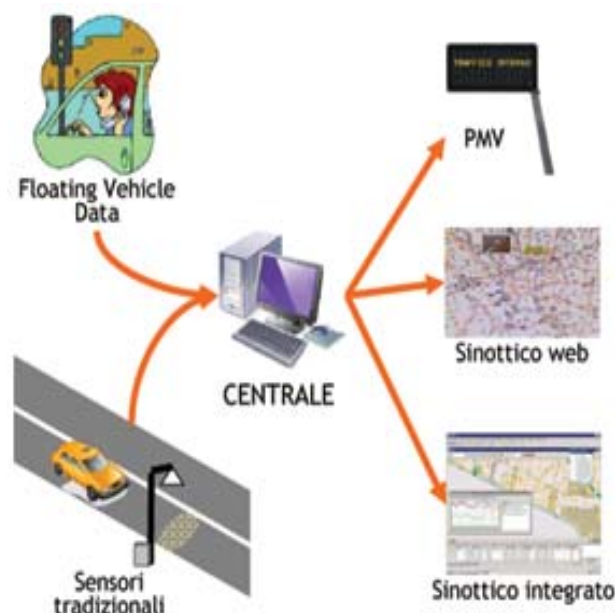 Floating Vehicle
Data
PMV
CENTRALE
Sinottico web
Sensori
tradizionali
Sinottico integrato